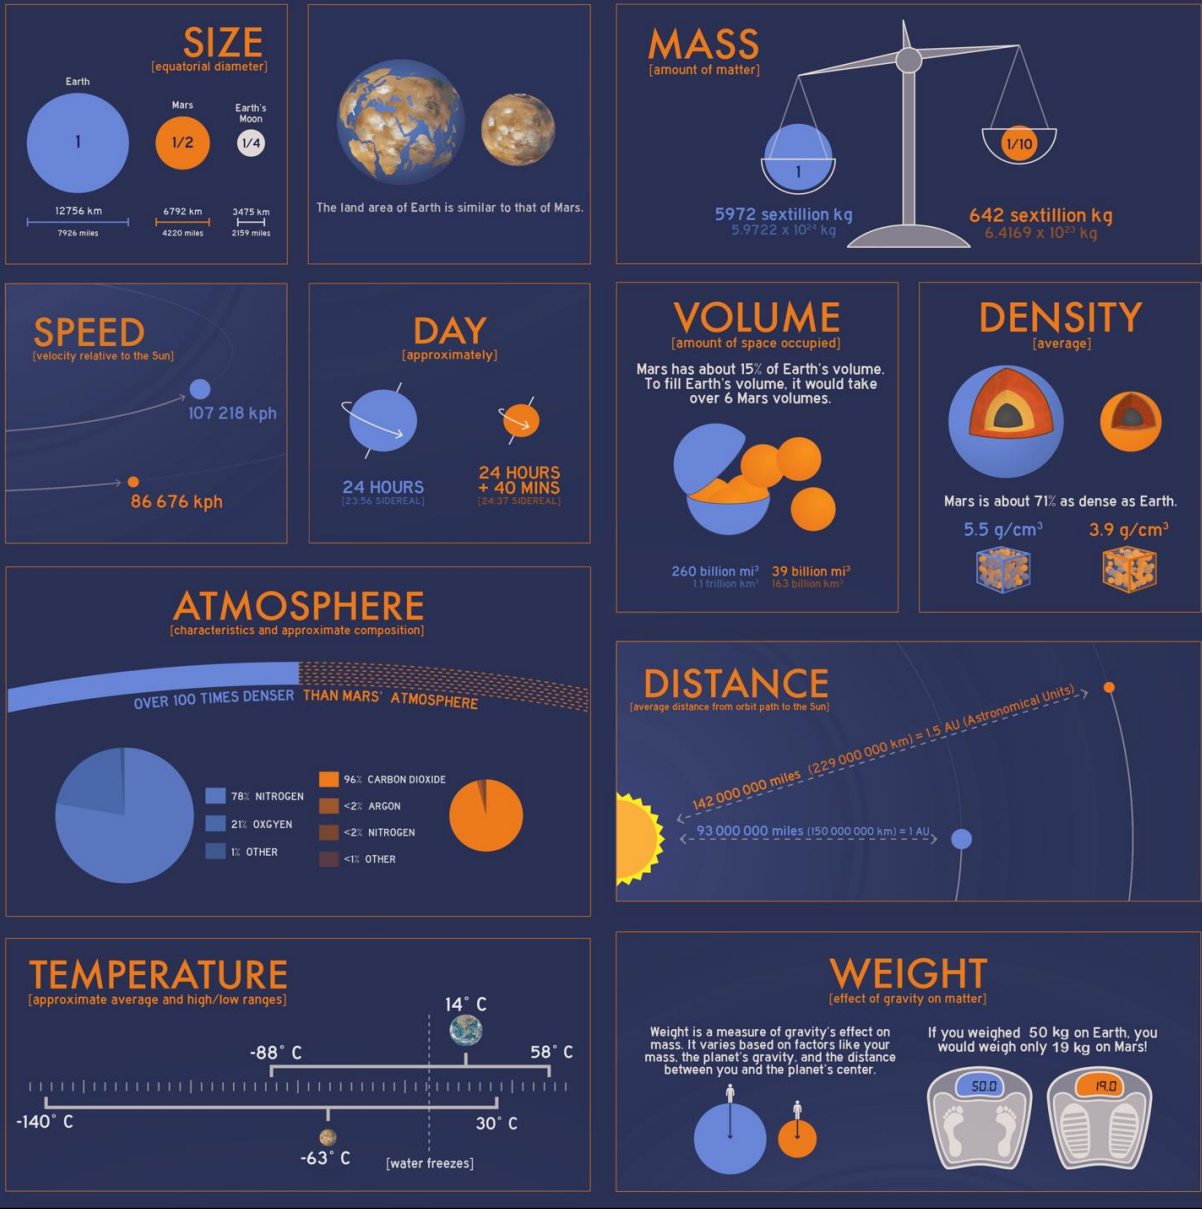 SIZE
[equatorial diameter]
Earth
Mars
Earth's
Moon
1
1/2
1/4
12756 km
6792 km
3475 km
7926 miles
4220 miles
2159 miles
The land area of Earth is similar to that of Mars.
MASS
[amount of matter]
1
1/10
5972 sextillion kg
5.9722 x 10²⁴ kg
642 sextillion kg
6.4169 x 10²³ kg
SPEED
[velocity relative to the Sun]
107 218 kph
86 676 kph
DAY
[approximately]
24 HOURS
[23:56 SIDEREAL]
24 HOURS
+ 40 MINS
[24:37 SIDEREAL]
VOLUME
[amount of space occupied]
Mars has about 15% of Earth's volume.
To fill Earth's volume, it would take
over 6 Mars volumes.
260 billion mi³
1.1 trillion km³
39 billion mi³
163 billion km³
DENSITY
[average]
Mars is about 71% as dense as Earth.
5.5 g/cm³
3.9 g/cm³
ATMOSPHERE
[characteristics and approximate composition]
OVER 100 TIMES DENSER THAN MARS' ATMOSPHERE
78% NITROGEN
21% OXGYEN
1% OTHER
96% CARBON DIOXIDE
<2% ARGON
<2% NITROGEN
<1% OTHER
DISTANCE
[average distance from orbit path to the Sun]
142 000 000 miles (229 000 000 km) = 1.5 AU (Astronomical Units)
93 000 000 miles (150 000 000 km) = 1 AU
TEMPERATURE
[approximate average and high/low ranges]
14° C
-88° C
58° C
-140° C
30° C
-63° C
[water freezes]
WEIGHT
[effect of gravity on matter]
Weight is a measure of gravity's effect on
mass. It varies based on factors like your
mass, the planet's gravity, and the distance
between you and the planet's center.
If you weighed 50 kg on Earth, you
would weigh only 19 kg on Mars!
50.0
19.0